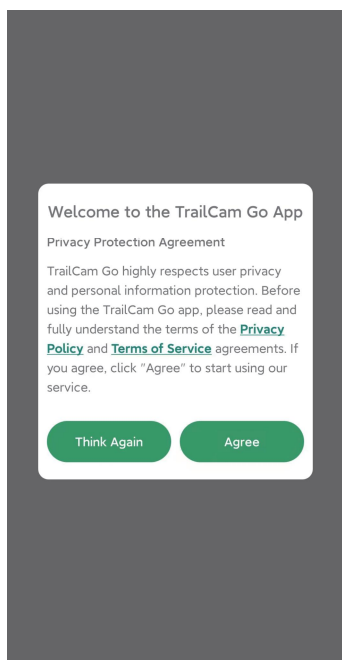 Welcome to the TrailCam Go App
Privacy Protection Agreement
TrailCam Go highly respects user privacy
and personal information protection. Before
using the TrailCam Go app, please read and
fully understand the terms of the Privacy
Policy and Terms of Service agreements. If
you agree, click "Agree" to start using our
service.
Think Again
Agree